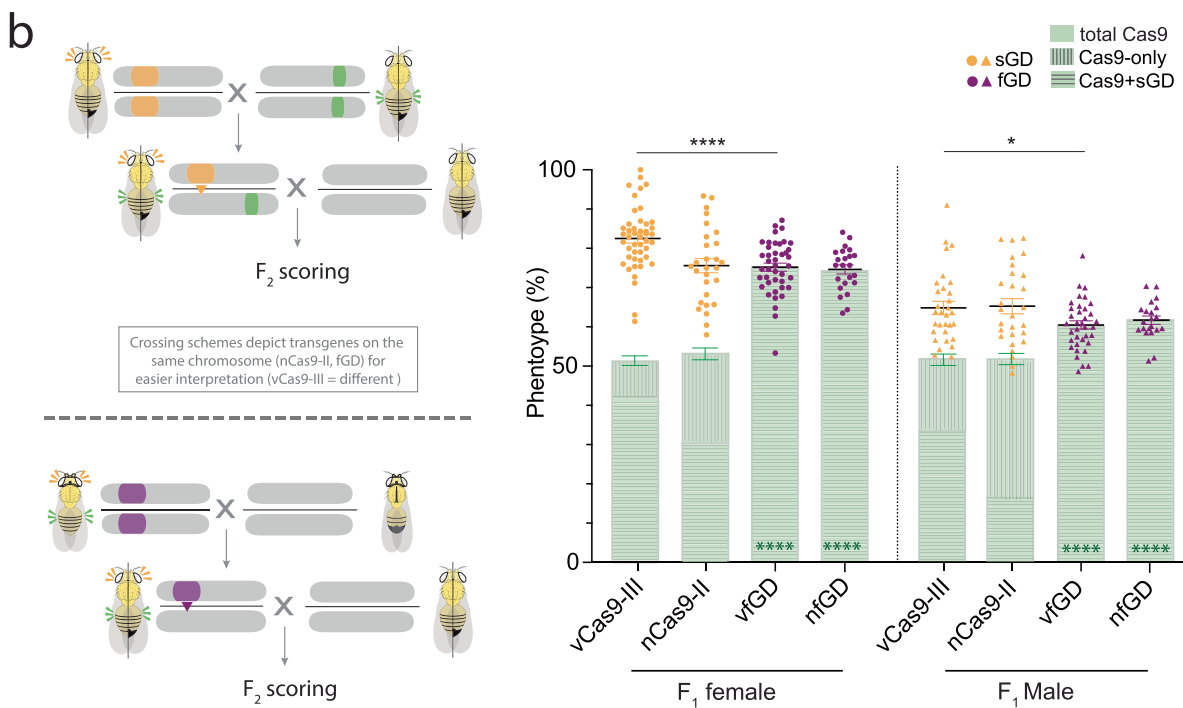 b
X
X
F2 scoring
Crossing schemes depict transgenes on the
same chromosome (nCas9-II, fGD) for
easier interpretation (vCas9-III = different )
X
X
F2 scoring
sGD
fGD
total Cas9
Cas9-only
Cas9+sGD
**** *
Phentoype (%)
100
50
0
**** **** **** ****
vCas9-III nCas9-II vfGD nfGD vCas9-III nCas9-II vfGD nfGD
F1 female F1 Male